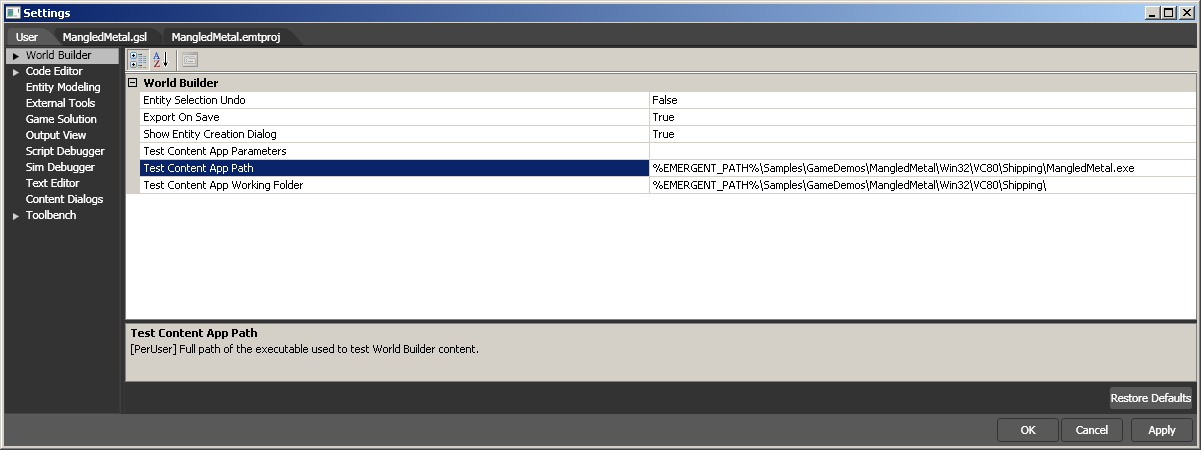 Settings
User MangledMetal.gsl MangledMetal.emtproj
World Builder
Code Editor
Entity Modeling
External Tools
Game Solution
Output View
Script Debugger
Sim Debugger
Text Editor
Content Dialogs
Toolbench
World Builder
Entity Selection Undo False
Export On Save True
Show Entity Creation Dialog True
Test Content App Parameters
Test Content App Path %EMERGENT_PATH%\Samples\GameDemos\MangledMetal\Win32\VC80\Shipping\MangledMetal.exe
Test Content App Working Folder %EMERGENT_PATH%\Samples\GameDemos\MangledMetal\Win32\VC80\Shipping\
Test Content App Path
[PerUser] Full path of the executable used to test World Builder content.
Restore Defaults
OK Cancel Apply